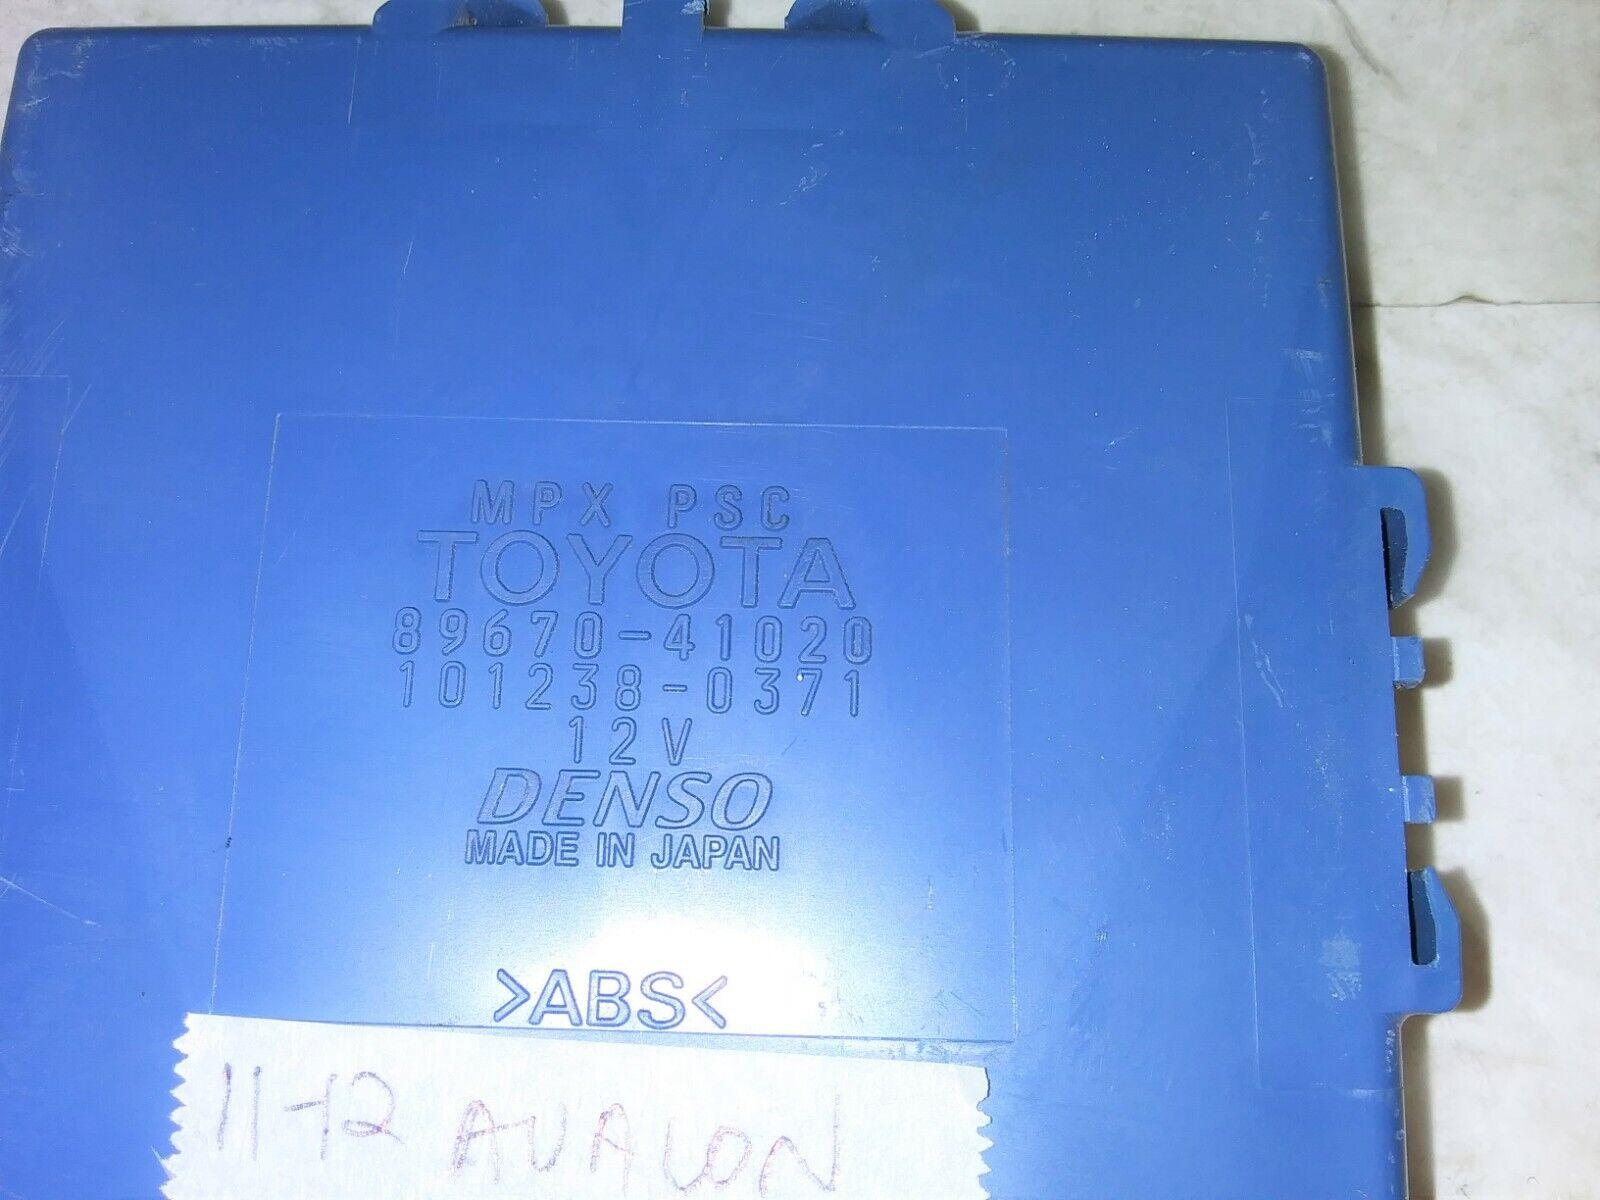 MPX PSC
TOYOTA
89670-41020
101238-0371
12V
DENSO
MADE IN JAPAN
>ABS<
11-12 AVALON